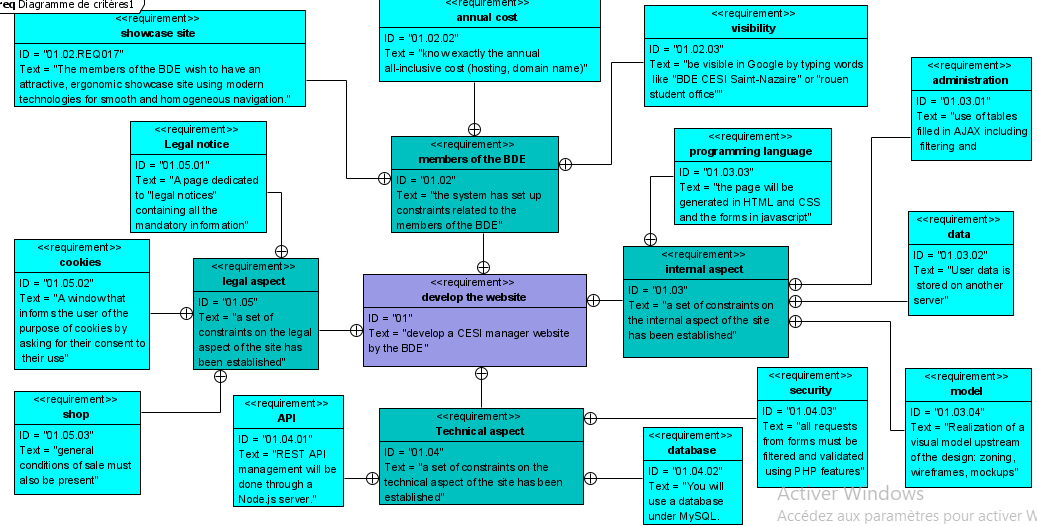 req Diagramme de critères1
<<requirement>>
showcase site
ID = "01.02.REQ017"
Text = "The members of the BDE wish to have an
attractive, ergonomic showcase site using modern
technologies for smooth and homogeneous navigation."
<<requirement>>
annual cost
ID = "01.02.02"
Text = "know exactly the annual
all-inclusive cost (hosting, domain name)"
<<requirement>>
visibility
ID = "01.02.03"
Text = "be visible in Google by typing words
like "BDE CESI Saint-Nazaire" or "rouen
student office""
<<requirement>>
administration
ID = "01.03.01"
Text = "use of tables
filled in AJAX including
filtering and
<<requirement>>
Legal notice
ID = "01.05.01"
Text = "A page dedicated
to "legal notices"
containing all the
mandatory information"
<<requirement>>
members of the BDE
ID = "01.02"
Text = "the system has set up
constraints related to the
members of the BDE"
<<requirement>>
programming language
ID = "01.03.03"
Text = "the page will be
generated in HTML and CSS
and the forms in javascript"
<<requirement>>
data
ID = "01.03.02"
Text = "User data is
stored on another
server"
<<requirement>>
cookies
ID = "01.05.02"
Text = "A window that
informs the user of the
purpose of cookies by
asking for their consent to
their use"
<<requirement>>
legal aspect
ID = "01.05"
Text = "a set of
constraints on the legal
aspect of the site has
been established"
<<requirement>>
develop the website
ID = "01"
Text = "develop a CESI manager website
by the BDE"
<<requirement>>
internal aspect
ID = "01.03"
Text = "a set of constraints on
the internal aspect of the site
has been established"
<<requirement>>
shop
ID = "01.05.03"
Text = "general
conditions of sale must
also be present"
<<requirement>>
API
ID = "01.04.01"
Text = "REST API
management will be
done through a
Node.js server."
<<requirement>>
Technical aspect
ID = "01.04"
Text = "a set of constraints on the
technical aspect of the site has been
established"
<<requirement>>
database
ID = "01.04.02"
Text = "You will
use a database
under MySQL.
<<requirement>>
security
ID = "01.04.03"
Text = "all requests
from forms must be
filtered and validated
using PHP features"
<<requirement>>
model
ID = "01.03.04"
Text = "Realization of a
visual model upstream
of the design: zoning,
wireframes, mockups"
Activer Windows
Accédez aux paramètres pour activer W